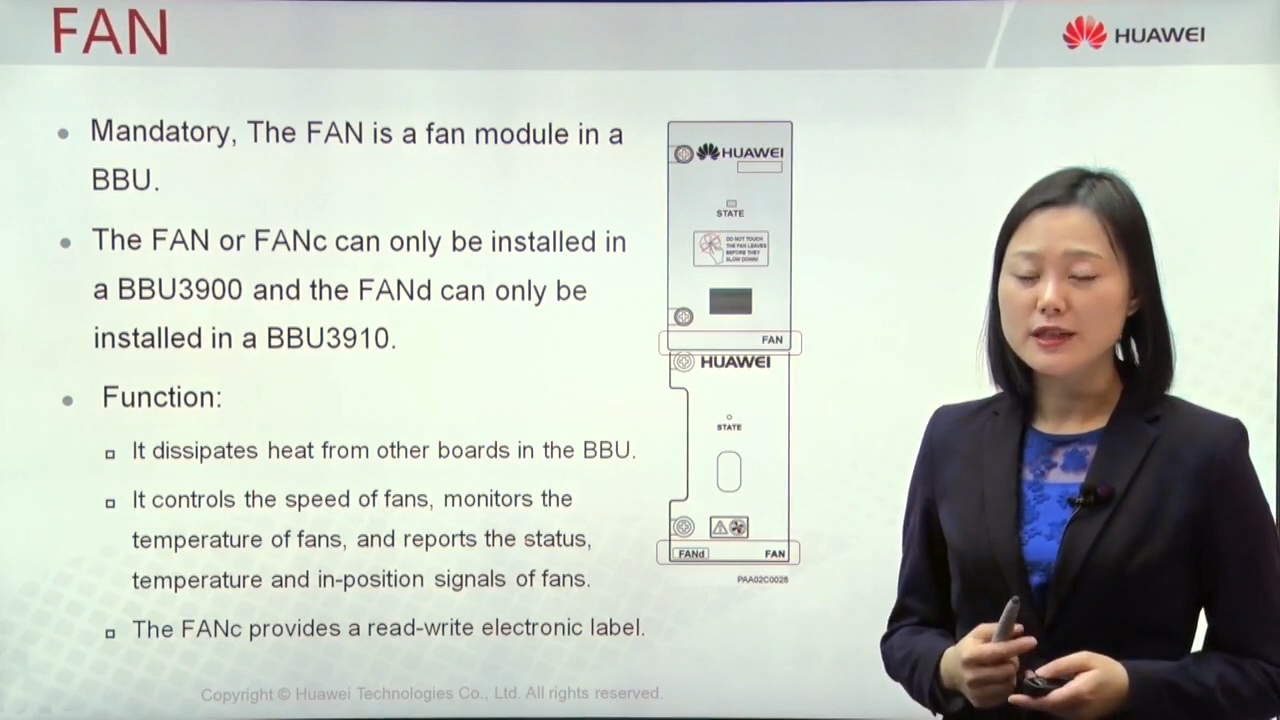 FAN
HUAWEI
Mandatory, The FAN is a fan module in a
BBU.
The FAN or FANc can only be installed in
a BBU3900 and the FANd can only be
installed in a BBU3910.
Function:
It dissipates heat from other boards in the BBU.
It controls the speed of fans, monitors the
temperature of fans, and reports the status,
temperature and in-position signals of fans.
The FANc provides a read-write electronic label.
HUAWEI
STATE
DO NOT TOUCH
THE FAN LEAVES
BEFORE THEY
SLOW DOWN!
FAN
HUAWEI
STATE
FANd FAN
PAA02C0028
Copyright © Huawei Technologies Co., Ltd. All rights reserved.